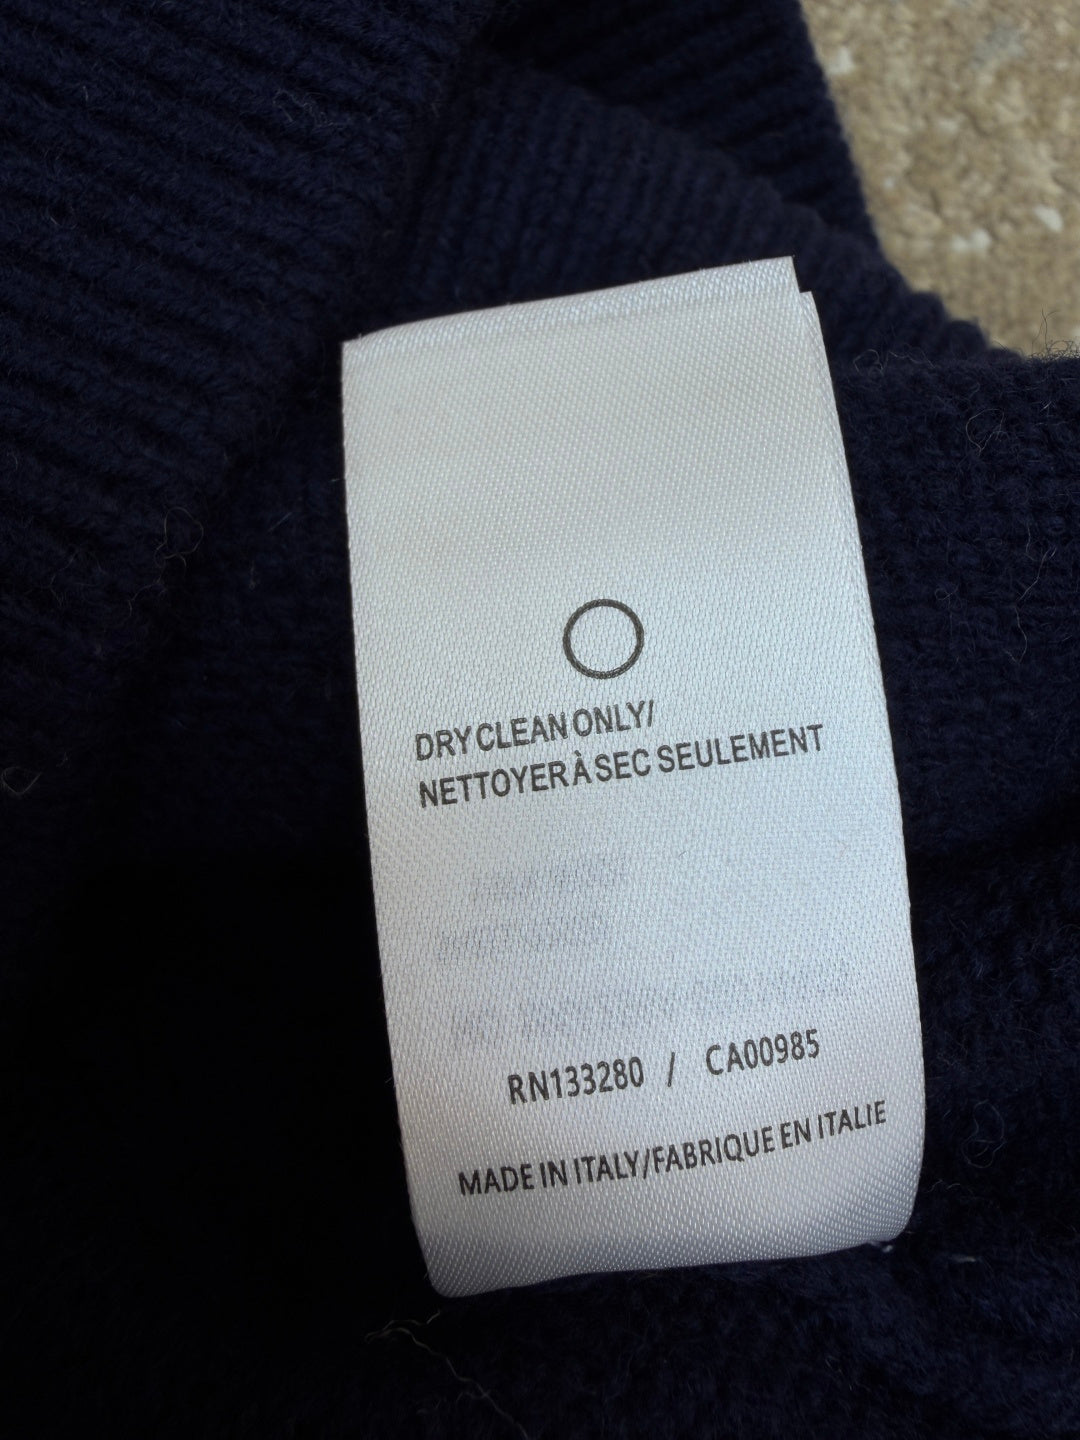 DRY CLEAN ONLY/
NETTOYER À SEC SEULEMENT
RN133280 / CA00985
MADE IN ITALY/FABRIQUE EN ITALIE